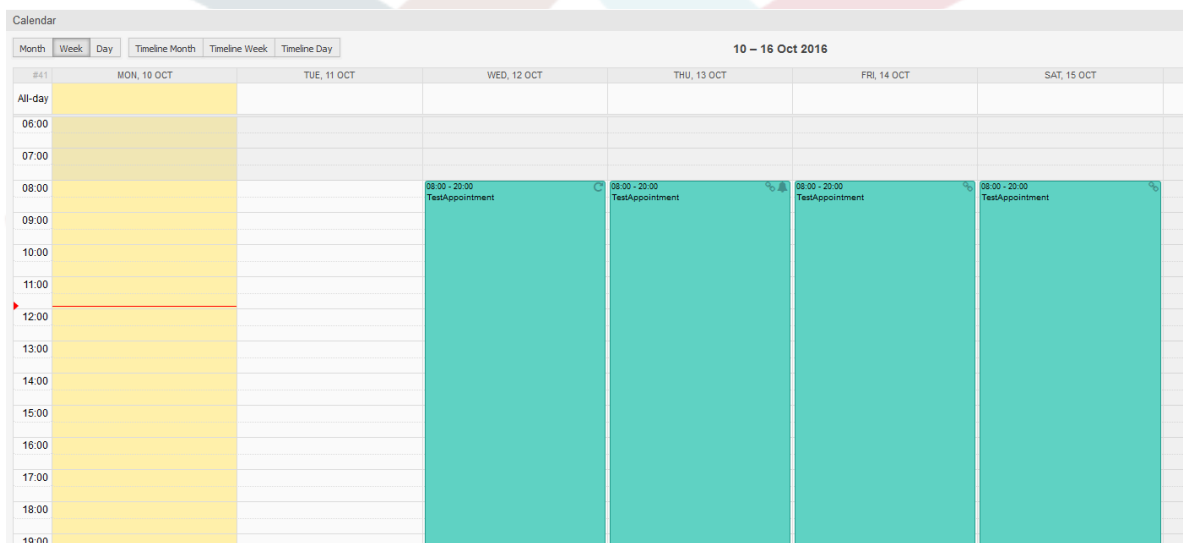 Calendar
Month Week Day Timeline Month Timeline Week Timeline Day 10 – 16 Oct 2016
#41 MON, 10 OCT TUE, 11 OCT WED, 12 OCT THU, 13 OCT FRI, 14 OCT SAT, 15 OCT
All-day
06:00
07:00
08:00 08:00 - 20:00 08:00 - 20:00 08:00 - 20:00 08:00 - 20:00
TestAppointment TestAppointment TestAppointment TestAppointment
09:00
10:00
11:00
12:00
13:00
14:00
15:00
16:00
17:00
18:00
19:00